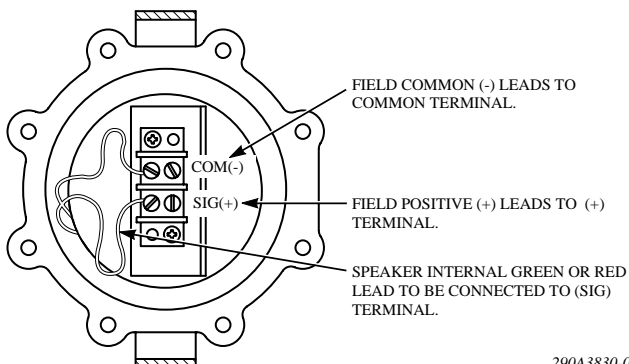 FIELD COMMON (-) LEADS TO
COMMON TERMINAL.
COM(-)
SIG(+)
FIELD POSITIVE (+) LEADS TO (+)
TERMINAL.
SPEAKER INTERNAL GREEN OR RED
LEAD TO BE CONNECTED TO (SIG)
TERMINAL.